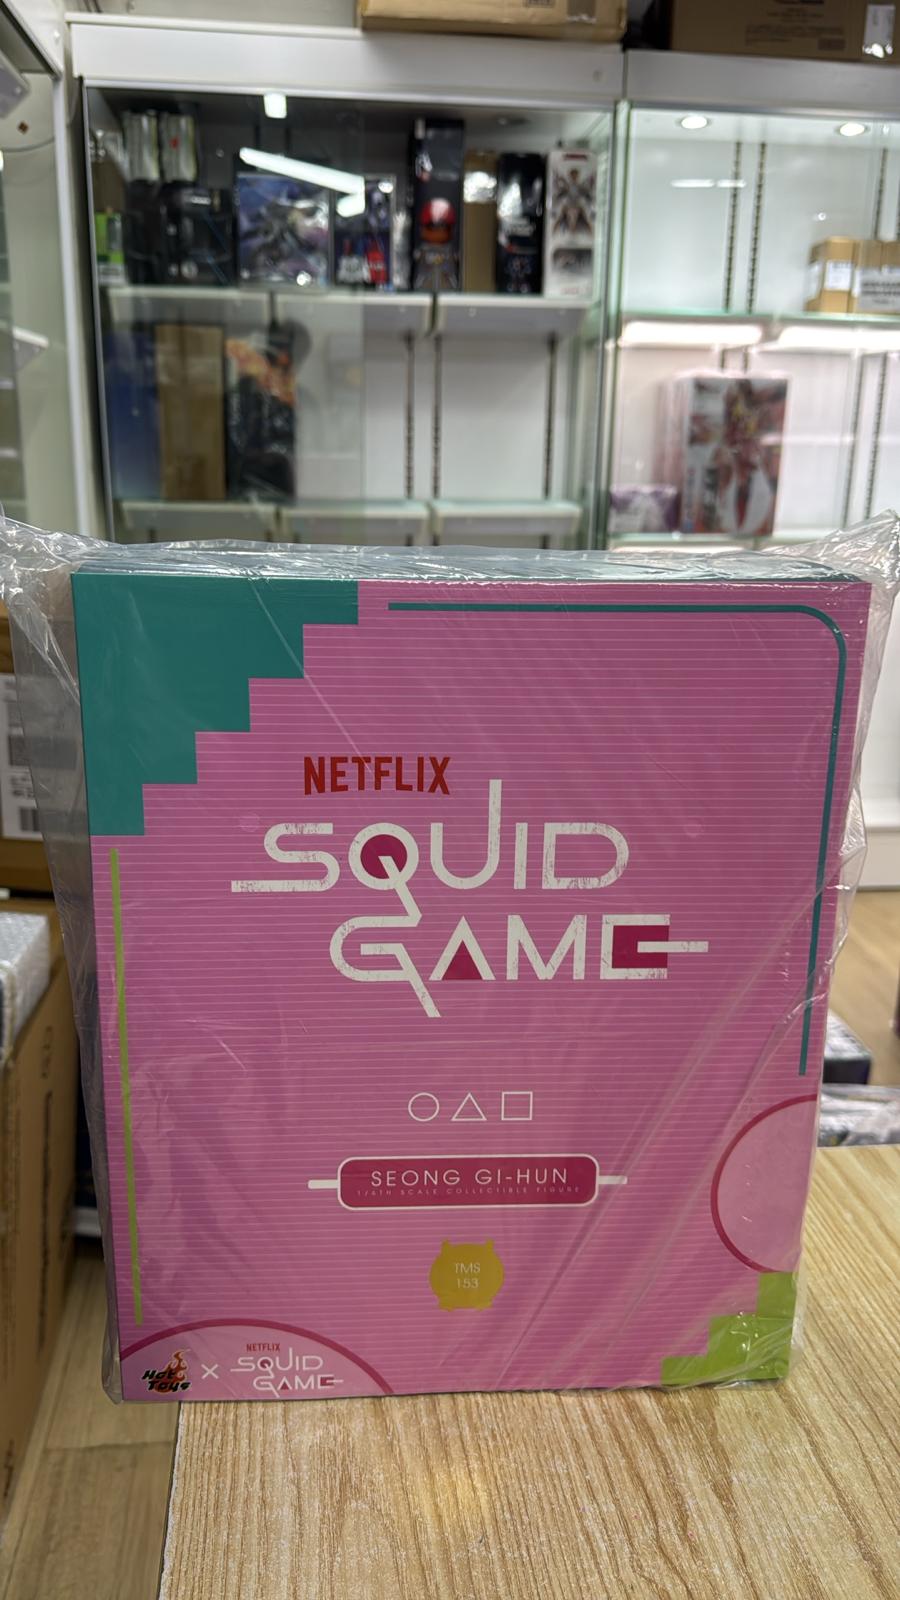 NETFLIX
SQUID
GAME
SEONG GI-HUN
1/6TH SCALE COLLECTIBLE FIGURE
TMS
153
Hot
Toys
X
NETFLIX
SQUID
GAME